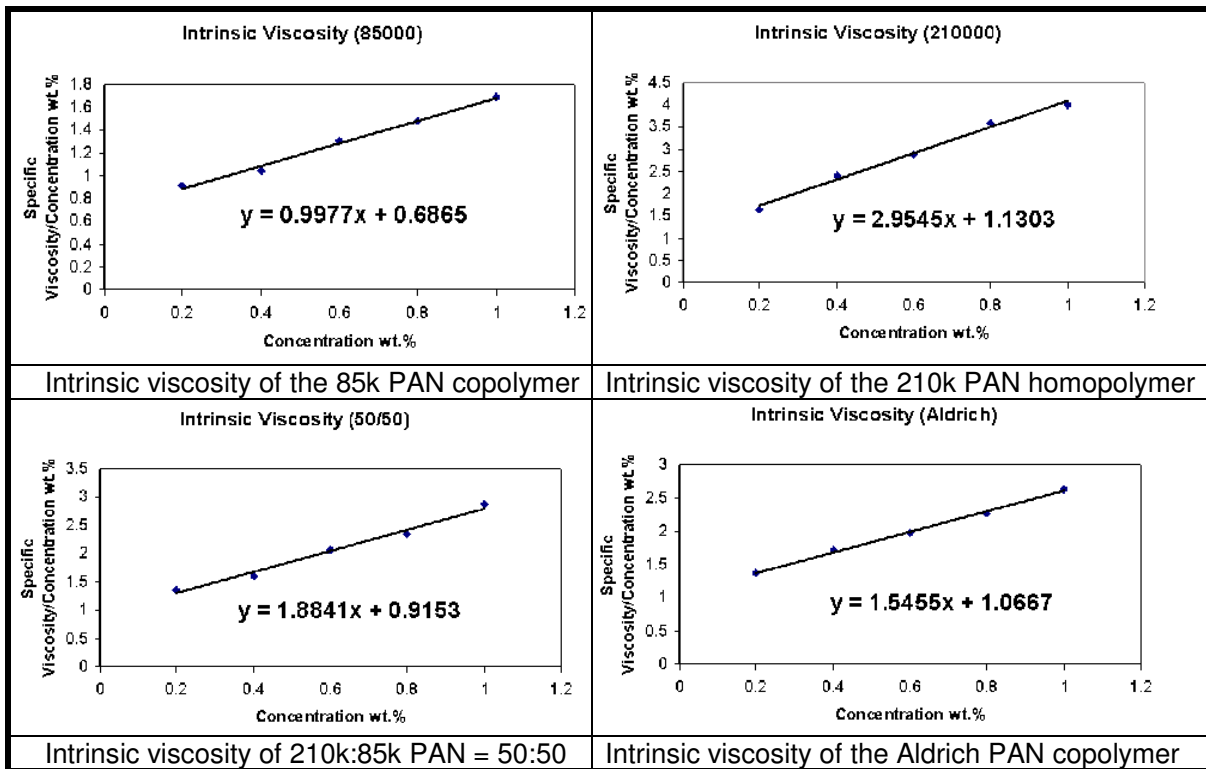 Intrinsic Viscosity (85000)
Specific
Viscosity/Concentration wt.%
1.8
1.6
1.4
1.2
1
0.8
0.6
0.4
0.2
0
y = 0.9977x + 0.6865
0 0.2 0.4 0.6 0.8 1 1.2
Concentration wt.%
Intrinsic viscosity of the 85k PAN copolymer
Intrinsic Viscosity (210000)
Specific
Viscosity/Concentration wt.%
4.5
4
3.5
3
2.5
2
1.5
1
0.5
0
y = 2.9545x + 1.1303
0 0.2 0.4 0.6 0.8 1 1.2
Concentration wt.%
Intrinsic viscosity of the 210k PAN homopolymer
Intrinsic Viscosity (50/50)
Specific
Viscosity/Concentration wt.%
3.5
3
2.5
2
1.5
1
0.5
0
y = 1.8841x + 0.9153
0 0.2 0.4 0.6 0.8 1 1.2
Concentration wt.%
Intrinsic viscosity of 210k:85k PAN = 50:50
Intrinsic Viscosity (Aldrich)
Specific
Viscosity/Concentration wt.%
3
2.5
2
1.5
1
0.5
0
y = 1.5455x + 1.0667
0 0.2 0.4 0.6 0.8 1 1.2
Concentration wt.%
Intrinsic viscosity of the Aldrich PAN copolymer